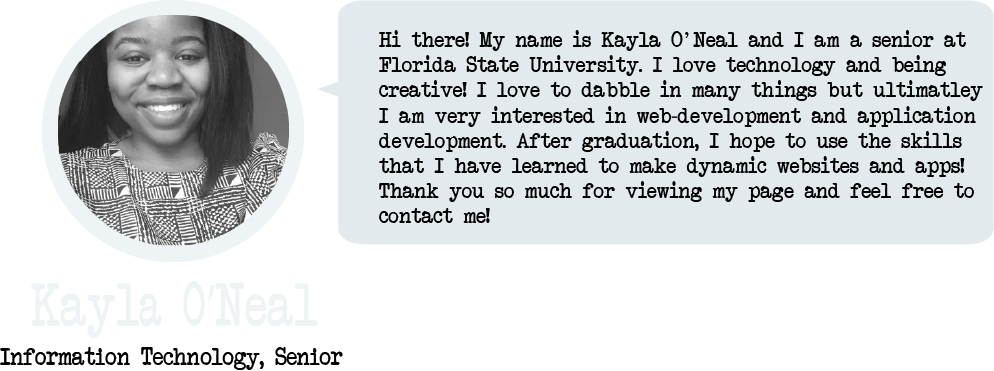 Hi there! My name is Kayla O'Neal and I am a senior at
Florida State University. I love technology and being
creative! I love to dabble in many things but ultimatley
I am very interested in web-development and application
development. After graduation, I hope to use the skills
that I have learned to make dynamic websites and apps!
Thank you so much for viewing my page and feel free to
contact me!
Kayla O'Neal
Information Technology, Senior